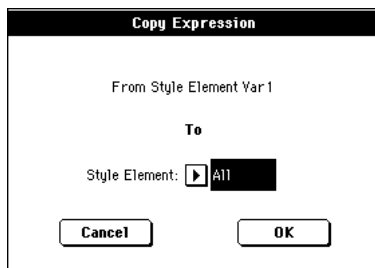 Copy Expression
From Style Element Var1
To
Style Element: All
Cancel OK